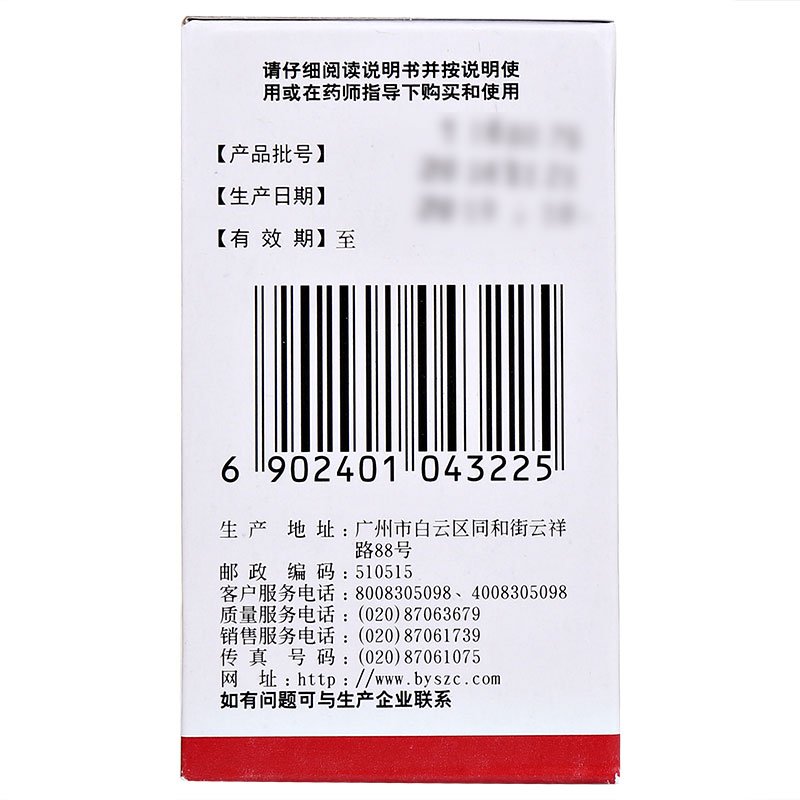 请仔细阅读说明书并按说明使
用或在药师指导下购买和使用
【产品批号】
【生产日期】
【有 效 期】至
6 902401 043225
生 产 地 址：广州市白云区同和街云祥
路88号
邮 政 编 码：510515
客户服务电话：8008305098、4008305098
质量服务电话：(020)87063679
销售服务电话：(020)87061739
传 真 号 码：(020)87061075
网 址：http://www.byszc.com
如有问题可与生产企业联系